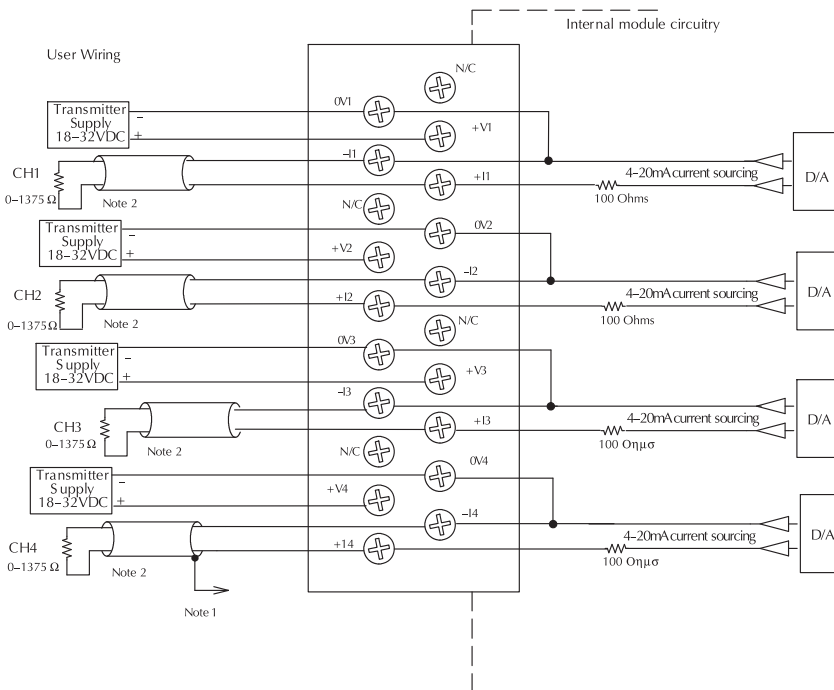 Internal module circuitry
User Wiring
N/C
0V1
Transmitter
Supply
18–32VDC
–
+
+V1
–I1
CH1
0–1375 Ω
Note 2
+I1
4–20mA current sourcing
100 Ohms
D/A
N/C
Transmitter
Supply
18–32VDC
–
+
0V2
+V2
–I2
CH2
0–1375 Ω
Note 2
+I2
4–20mA current sourcing
100 Ohms
D/A
N/C
0V3
Transmitter
Supply
18–32VDC
–
+
+V3
–I3
CH3
0–1375 Ω
Note 2
+I3
4–20mA current sourcing
100 Οημσ
D/A
N/C
0V4
Transmitter
Supply
18–32VDC
–
+
+V4
–I4
CH4
0–1375 Ω
Note 2
+14
4–20mA current sourcing
100 Οημσ
D/A
Note 1